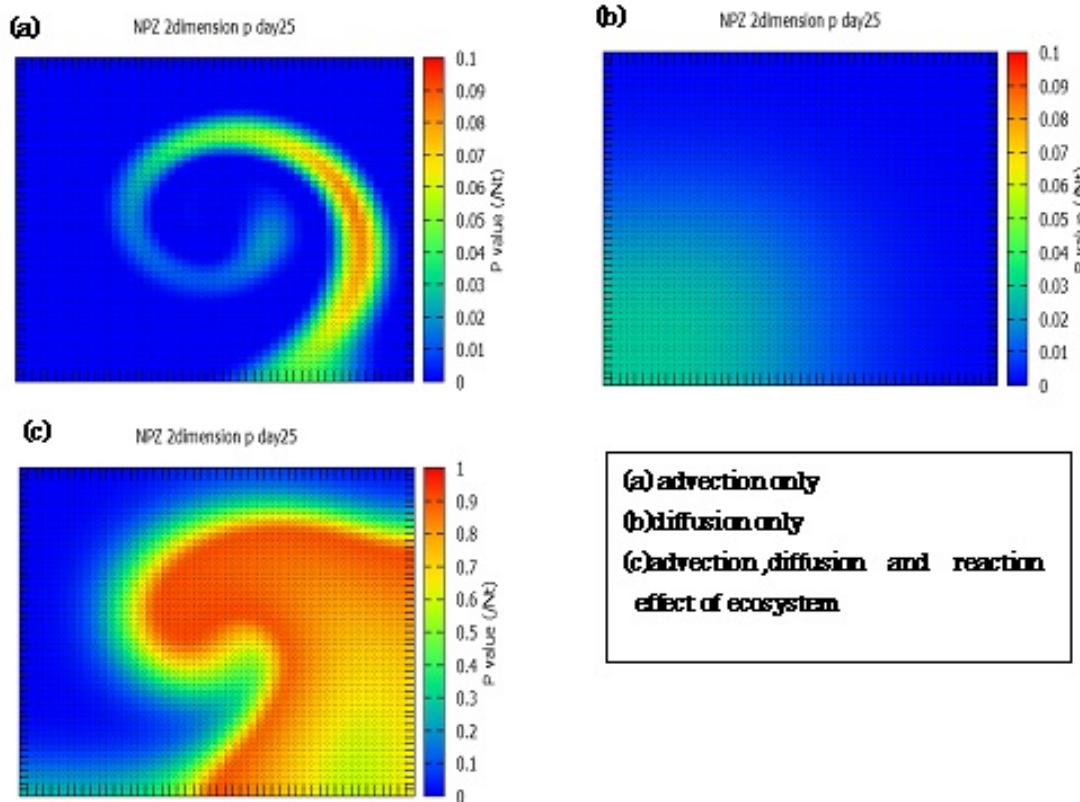 (a)
NPZ 2dimension p day25
0.1
0.09
0.08
0.07
0.06
0.05
0.04
0.03
0.02
0.01
0
P value (/Nt)
(b)
NPZ 2dimension p day25
0.1
0.09
0.08
0.07
0.06
0.05
0.04
0.03
0.02
0.01
0
P value (/Nt)
(c)
NPZ 2dimension p day25
1
0.9
0.8
0.7
0.6
0.5
0.4
0.3
0.2
0.1
0
P value (/Nt)
(a) advection only
(b)diffusion only
(c)advection ,diffusion and reaction
effect of ecosystem